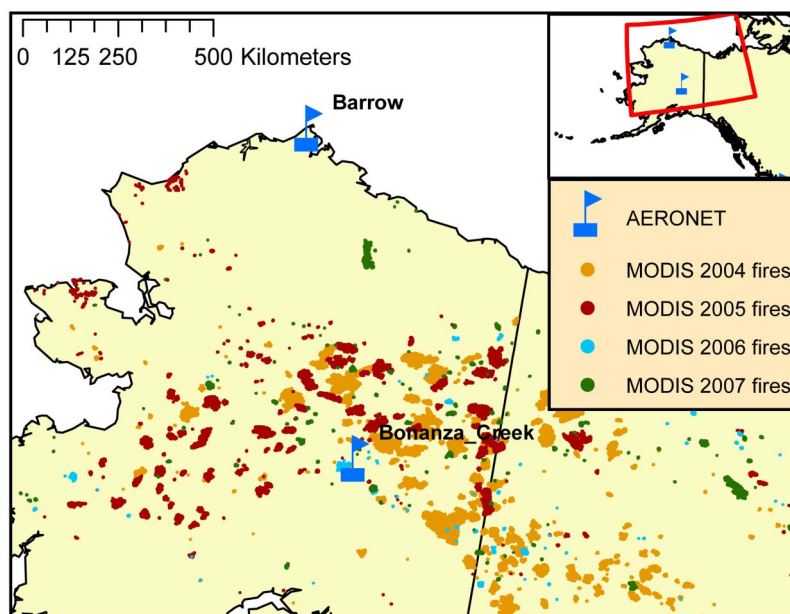 0 125 250 500 Kilometers
Barrow
Bonanza_Creek
AERONET
MODIS 2004 fires
MODIS 2005 fires
MODIS 2006 fires
MODIS 2007 fires